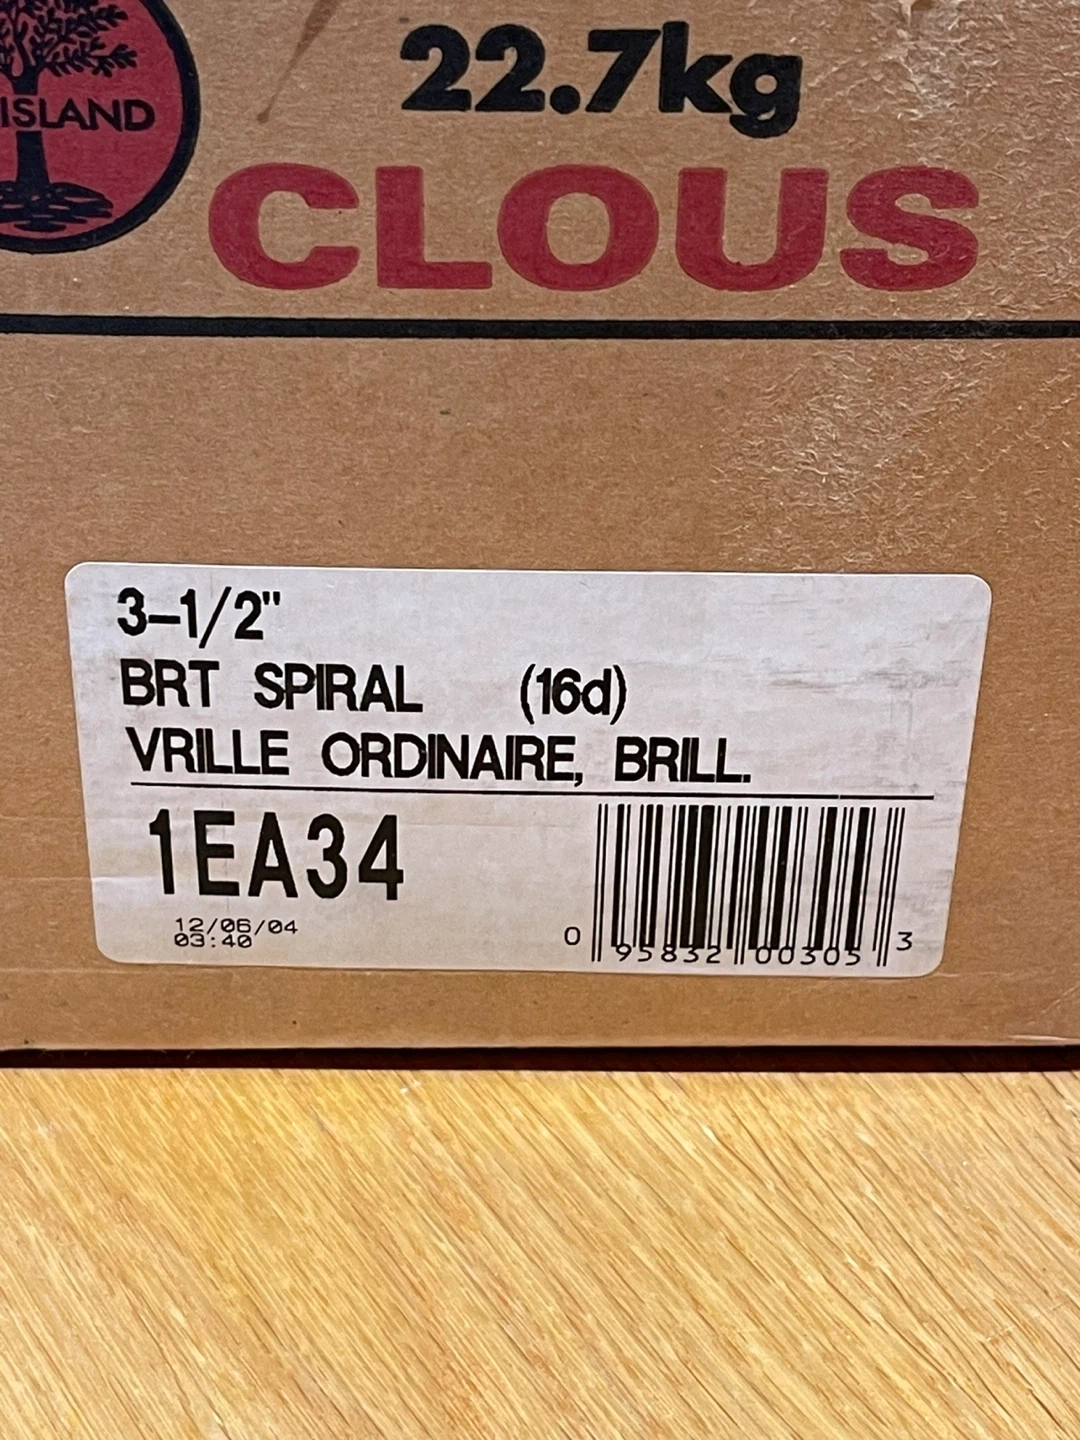 22.7kg
ISLAND
CLOUS
3-1/2"
BRT SPIRAL (16d)
VRILLE ORDINAIRE, BRILL.
1EA34
12/06/04
03:40
0 95832 00305 3